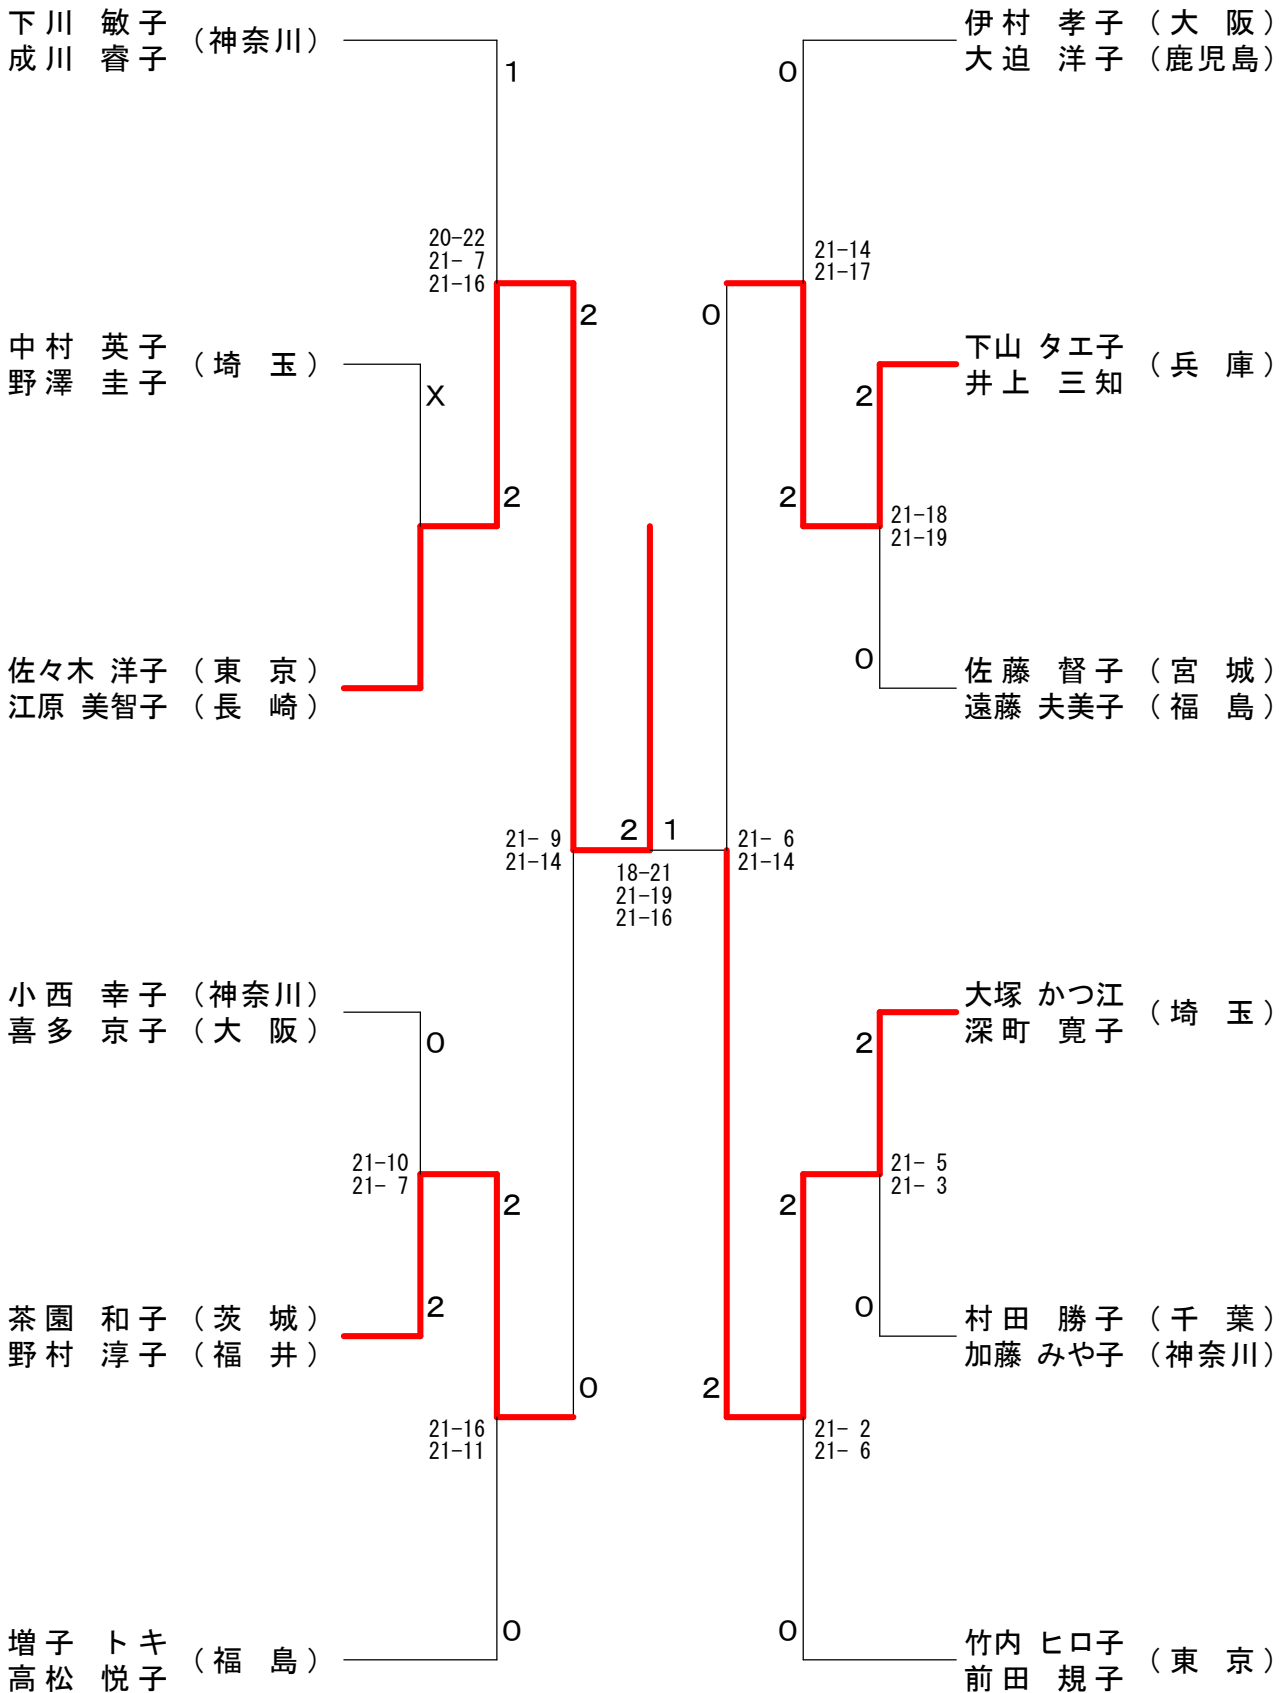 下川 敏子
成川 睿子
(神奈川)
1
20-22
21- 7
21-16
2
中村 英子
野澤 圭子
(埼 玉)
X
2
佐々木 洋子 (東 京)
江原 美智子 (長 崎)
21- 9
21-14
2
1
18-21
21-19
21-16
小西 幸子 (神奈川)
喜多 京子 (大 阪)
0
21-10
21- 7
2
茶園 和子 (茨 城)
野村 淳子 (福 井)
2
0
21-16
21-11
増子 トキ
高松 悦子
(福 島)
0
伊村 孝子 (大 阪)
大迫 洋子 (鹿児島)
0
21-14
21-17
0
下山 タエ子
井上 三知
(兵 庫)
2
2
21-18
21-19
0
佐藤 督子 (宮 城)
遠藤 夫美子 (福 島)
21- 6
21-14
大塚 かつ江
深町 寛子
(埼 玉)
2
21- 5
21- 3
2
0
村田 勝子 (千 葉)
加藤 みや子 (神奈川)
2
21- 2
21- 6
0
竹内 ヒロ子
前田 規子
(東 京)